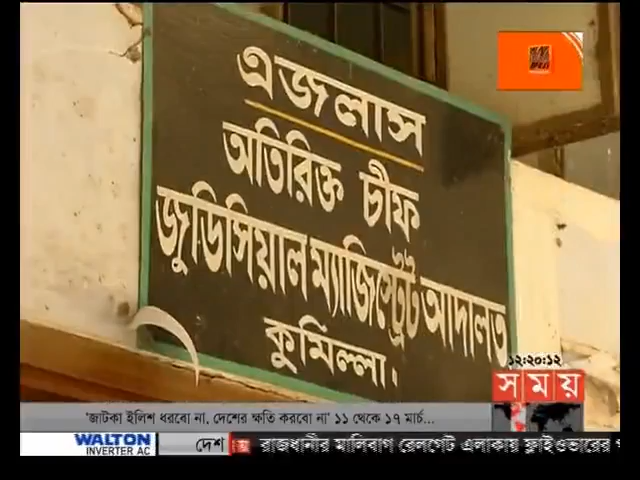 এজলাস
অতিরিক্ত চীফ
জুডিসিয়াল ম্যাজিস্ট্রেট আদালত
কুমিল্লা.
১২:২০:১২
সময়
'জাটকা ইলিশ ধরবো না, দেশের ক্ষতি করবো না' ১১ থেকে ১৭ মার্চ...
WALTON
INVERTER AC
দেশ
রাজধানীর মালিবাগ রেলগেট এলাকায় ফ্লাইওভারের